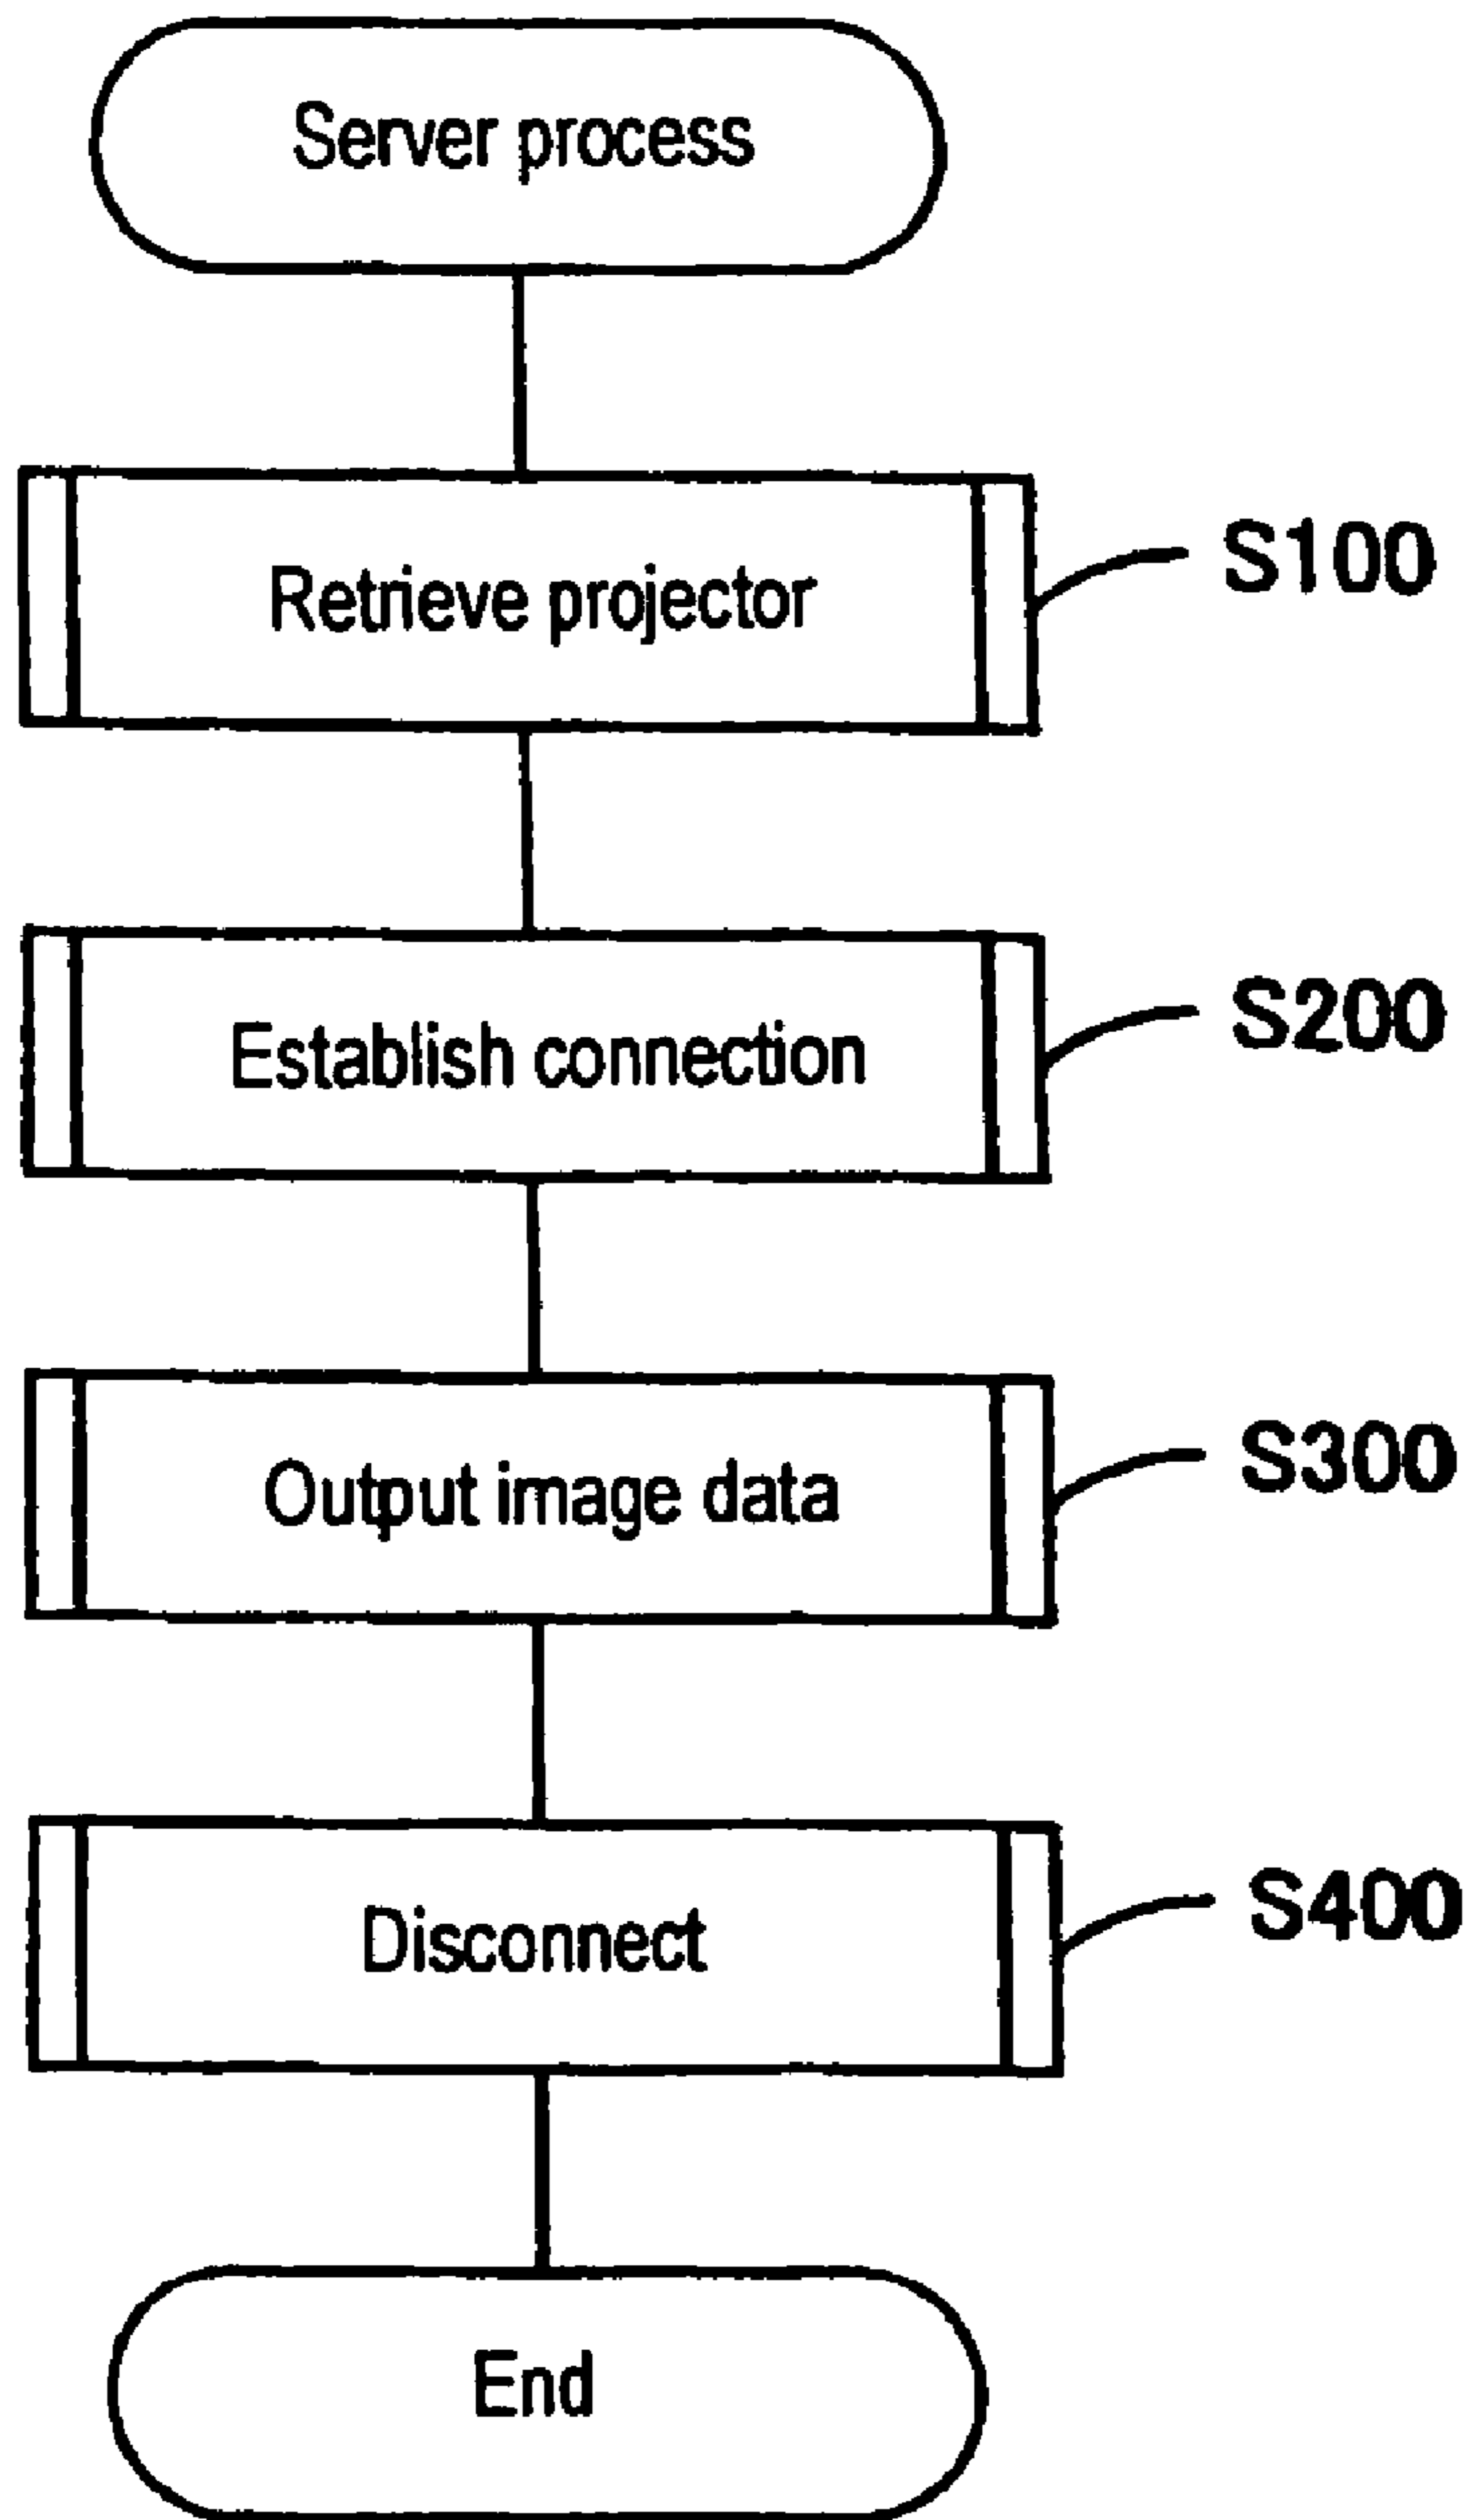 Server process
Retrieve projector
S100
Establish connection
S200
Output image data
S300
Disconnect
S400
End